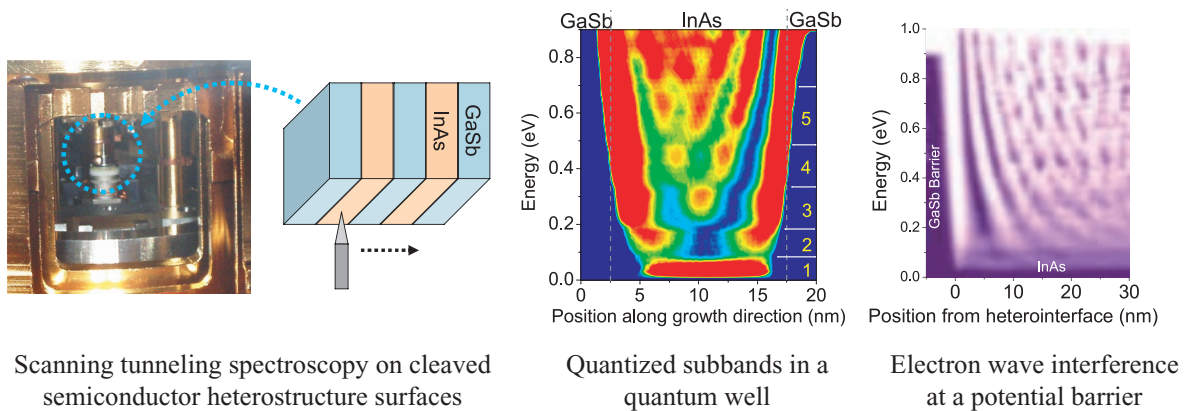 InAs
GaSb
GaSb
InAs
GaSb
Energy (eV)
0.8
0.6
0.4
0.2
0.0
5
4
3
2
1
0
5
10
15
20
Position along growth direction (nm)
Energy (eV)
1.0
0.8
0.6
0.4
0.2
0.0
GaSb Barrier
InAs
0
10
20
30
Position from heterointerface (nm)
Scanning tunneling spectroscopy on cleaved
semiconductor heterostructure surfaces
Quantized subbands in a
quantum well
Electron wave interference
at a potential barrier